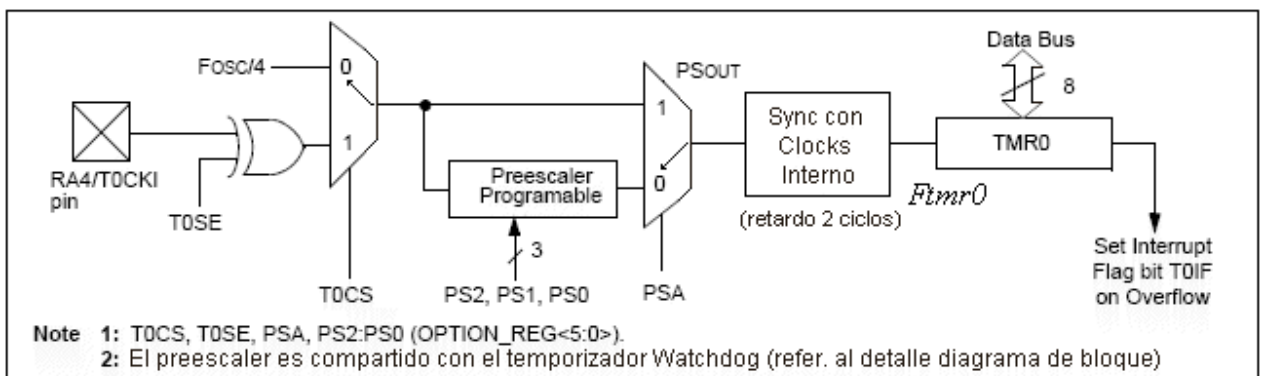 Data Bus
8
Fosc/4
0
1
RA4/T0CKI
pin
T0SE
T0CS
Preescaler
Programable
3
PS2, PS1, PS0
PSOUT
1
0
PSA
Sync con
Clocks
Interno
(retardo 2 ciclos)
Ftmr0
TMR0
Set Interrupt
Flag bit T0IF
on Overflow
Note 1: T0CS, T0SE, PSA, PS2:PS0 (OPTION_REG<5:0>).
2: El preescaler es compartido con el temporizador Watchdog (refer. al detalle diagrama de bloque)